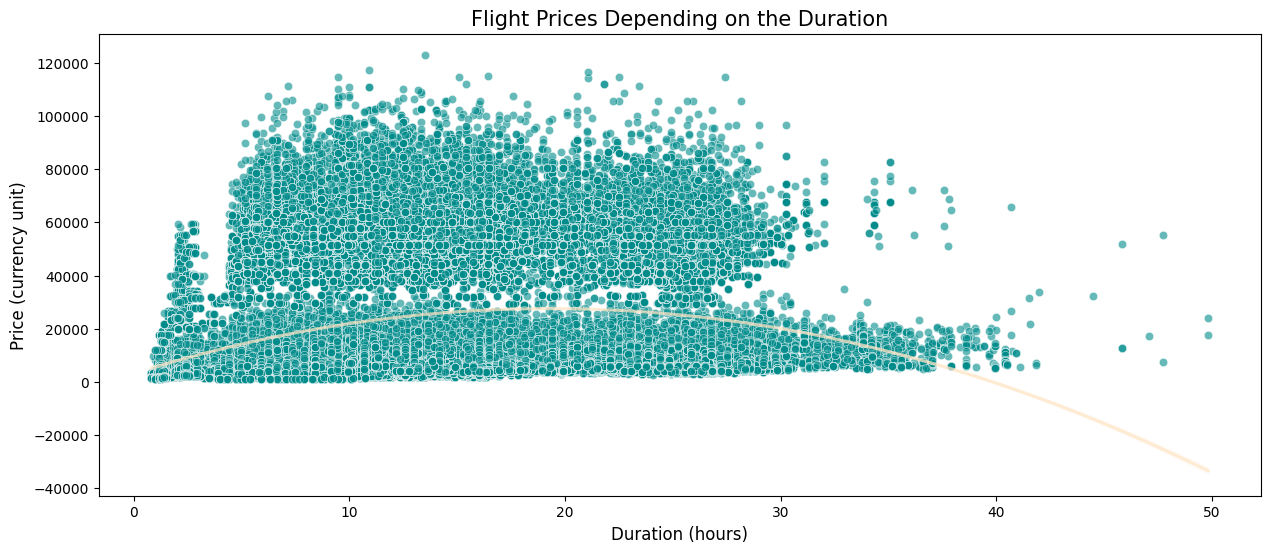 Flight Prices Depending on the Duration
120000
100000
80000
60000
40000
20000
0
−20000
−40000
Price (currency unit)
0 10 20 30 40 50
Duration (hours)